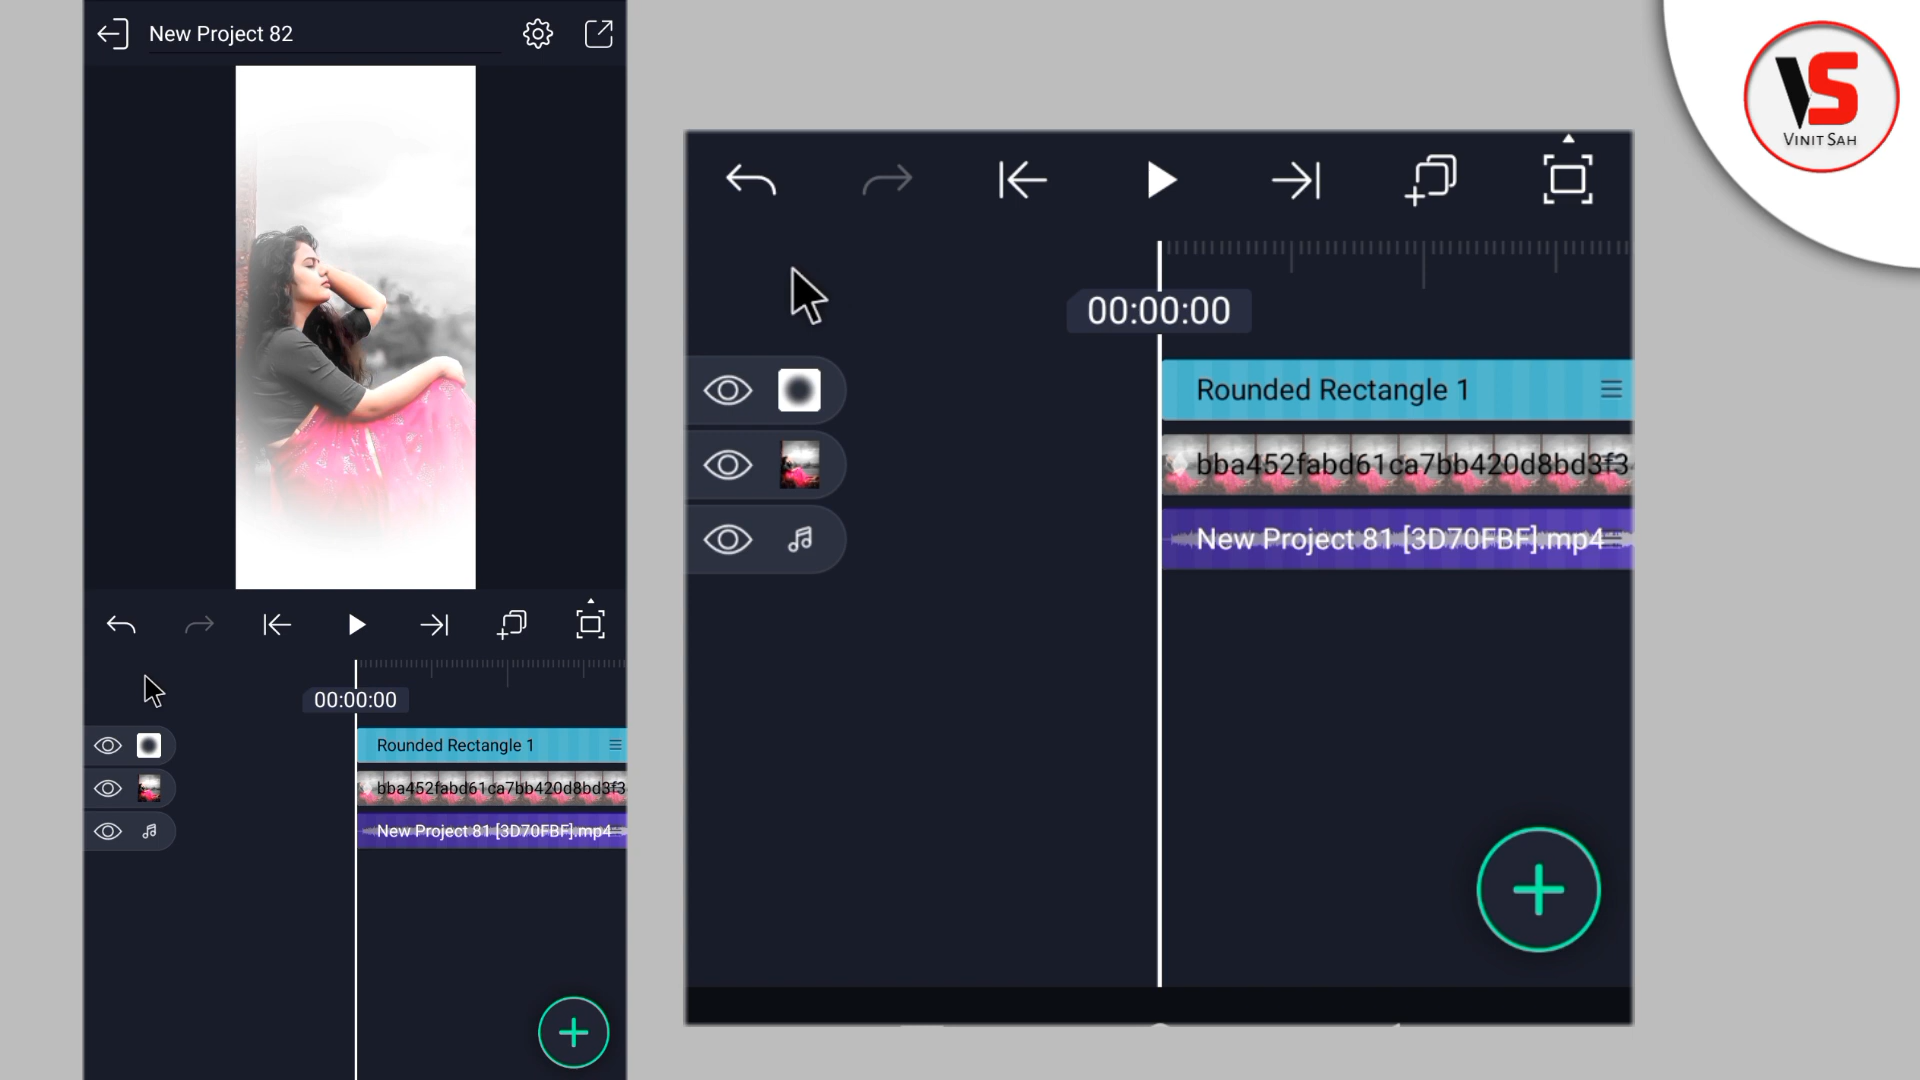 New Project 82
00:00:00
Rounded Rectangle 1
bba452fabd61ca7bb420d8bd3f3
New Project 81 [3D70FBF].mp4
00:00:00
Rounded Rectangle 1
bba452fabd61ca7bb420d8bd3f3
New Project 81 [3D70FBF].mp4
VS
VINIT SAH